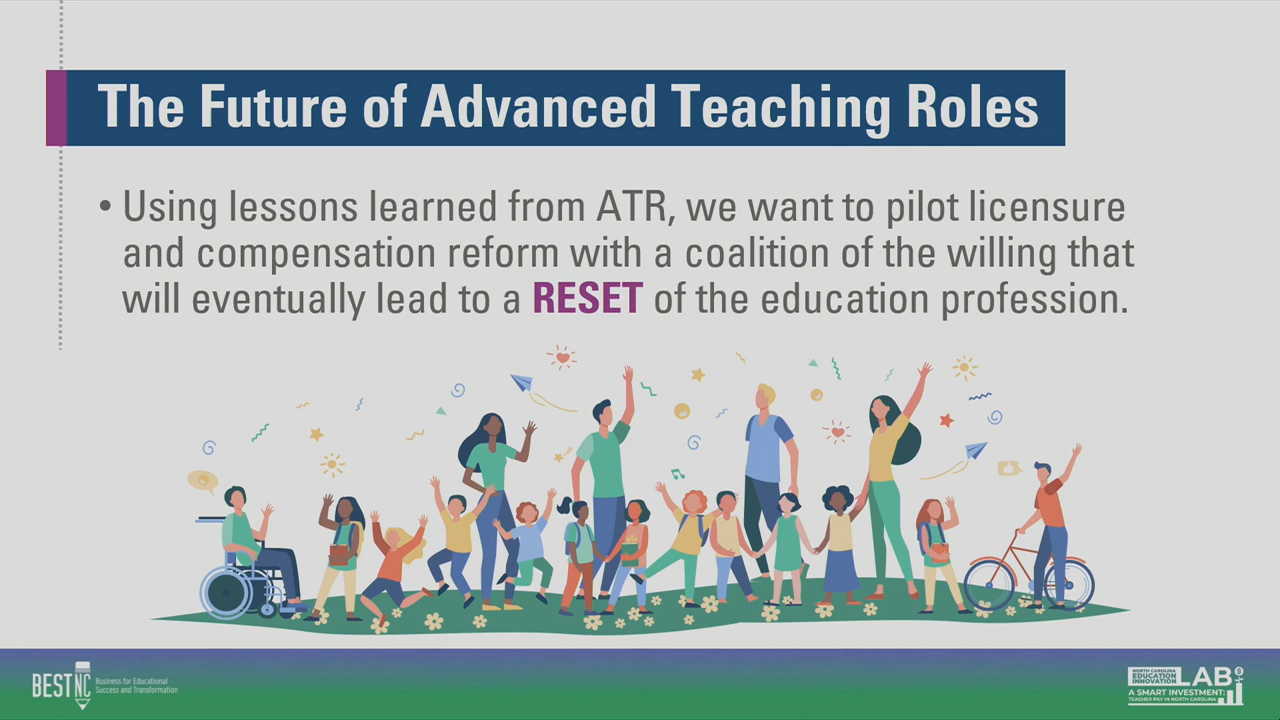 The Future of Advanced Teaching Roles
• Using lessons learned from ATR, we want to pilot licensure
and compensation reform with a coalition of the willing that
will eventually lead to a RESET of the education profession.
BEST NC
Business for Educational
Success and Transformation
NORTH CAROLINA
EDUCATION
INNOVATION
LAB
A SMART INVESTMENT:
TEACHER PAY IN NORTH CAROLINA